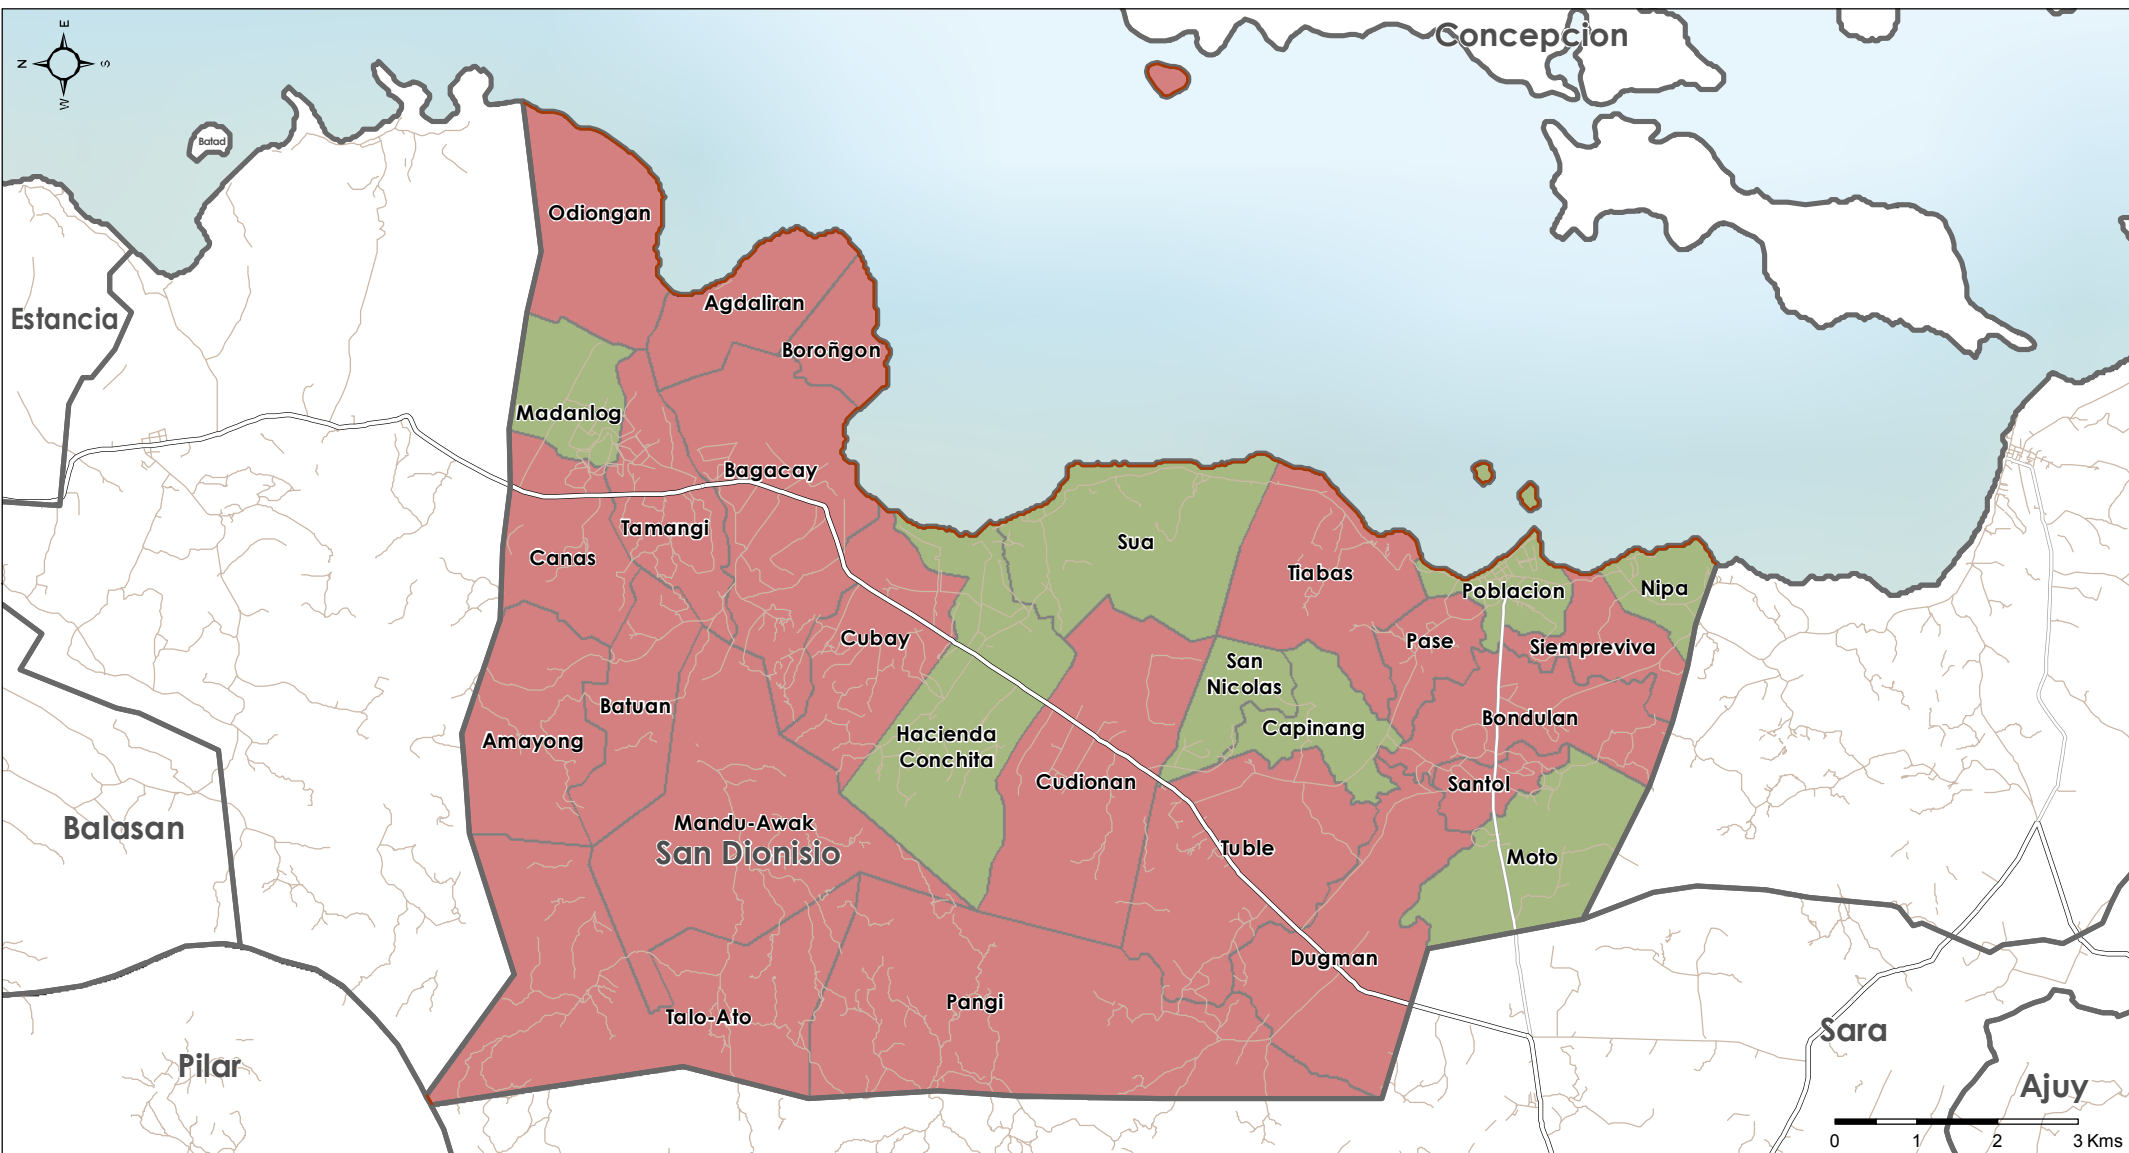 E
N
S
W
Concepcion
Batad
Odiongan
Estancia
Agdaliran
Boroñgon
Madanlog
Bagacay
Tamangi
Canas
Sua
Tiabas
Poblacion
Nipa
Cubay
Pase
Siempreviva
San
Nicolas
Batuan
Amayong
Hacienda
Conchita
Capinang
Bondulan
Cudionan
Santol
Balasan
Mandu-Awak
San Dionisio
Tuble
Moto
Dugman
Pangi
Talo-Ato
Sara
Pilar
Ajuy
0 1 2 3 Kms